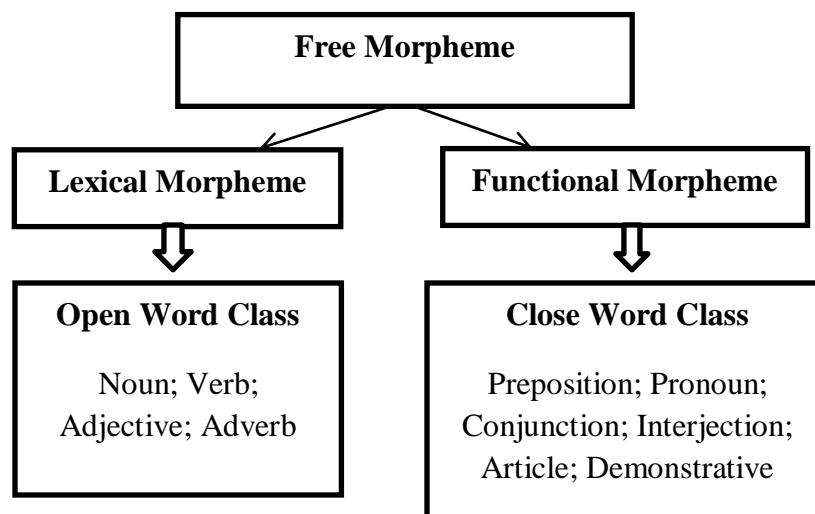 Free Morpheme
Lexical Morpheme
Functional Morpheme
Open Word Class
Noun; Verb;
Adjective; Adverb
Close Word Class
Preposition; Pronoun;
Conjunction; Interjection;
Article; Demonstrative